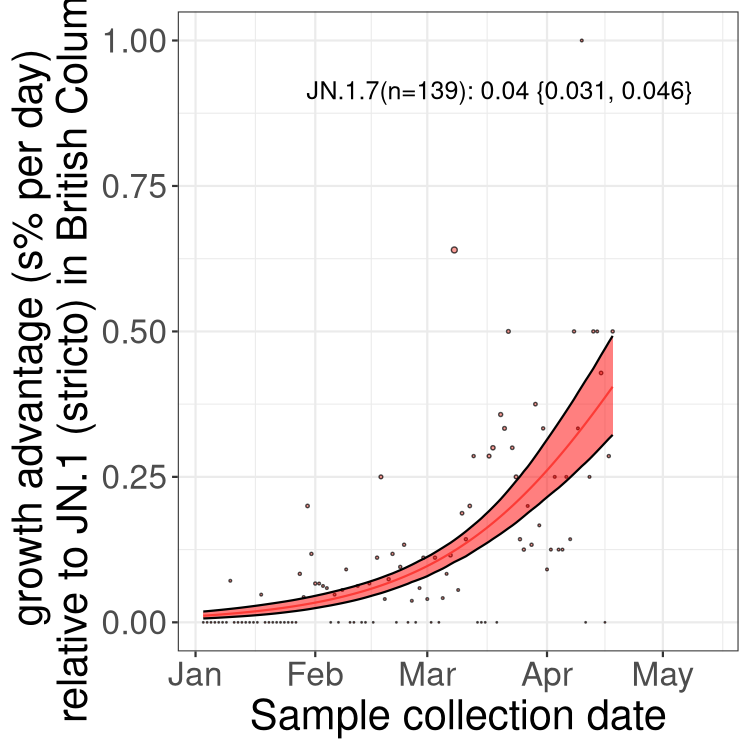 growth advantage (s% per day)
relative to JN.1 (stricto) in British Colum
1.00
0.75
0.50
0.25
0.00
JN.1.7(n=139): 0.04 {0.031, 0.046}
Jan Feb Mar Apr May
Sample collection date